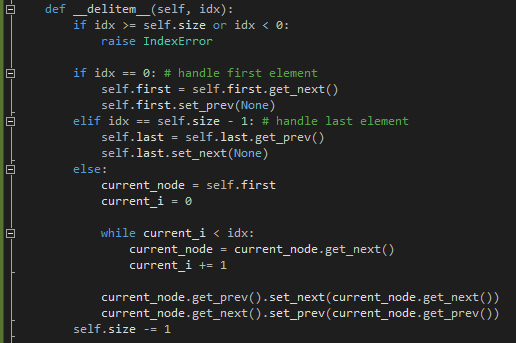 def __delitem__(self, idx):
    if idx >= self.size or idx < 0:
        raise IndexError

    if idx == 0: # handle first element
        self.first = self.first.get_next()
        self.first.set_prev(None)
    elif idx == self.size - 1: # handle last element
        self.last = self.last.get_prev()
        self.last.set_next(None)
    else:
        current_node = self.first
        current_i = 0

        while current_i < idx:
            current_node = current_node.get_next()
            current_i += 1

        current_node.get_prev().set_next(current_node.get_next())
        current_node.get_next().set_prev(current_node.get_prev())
    self.size -= 1